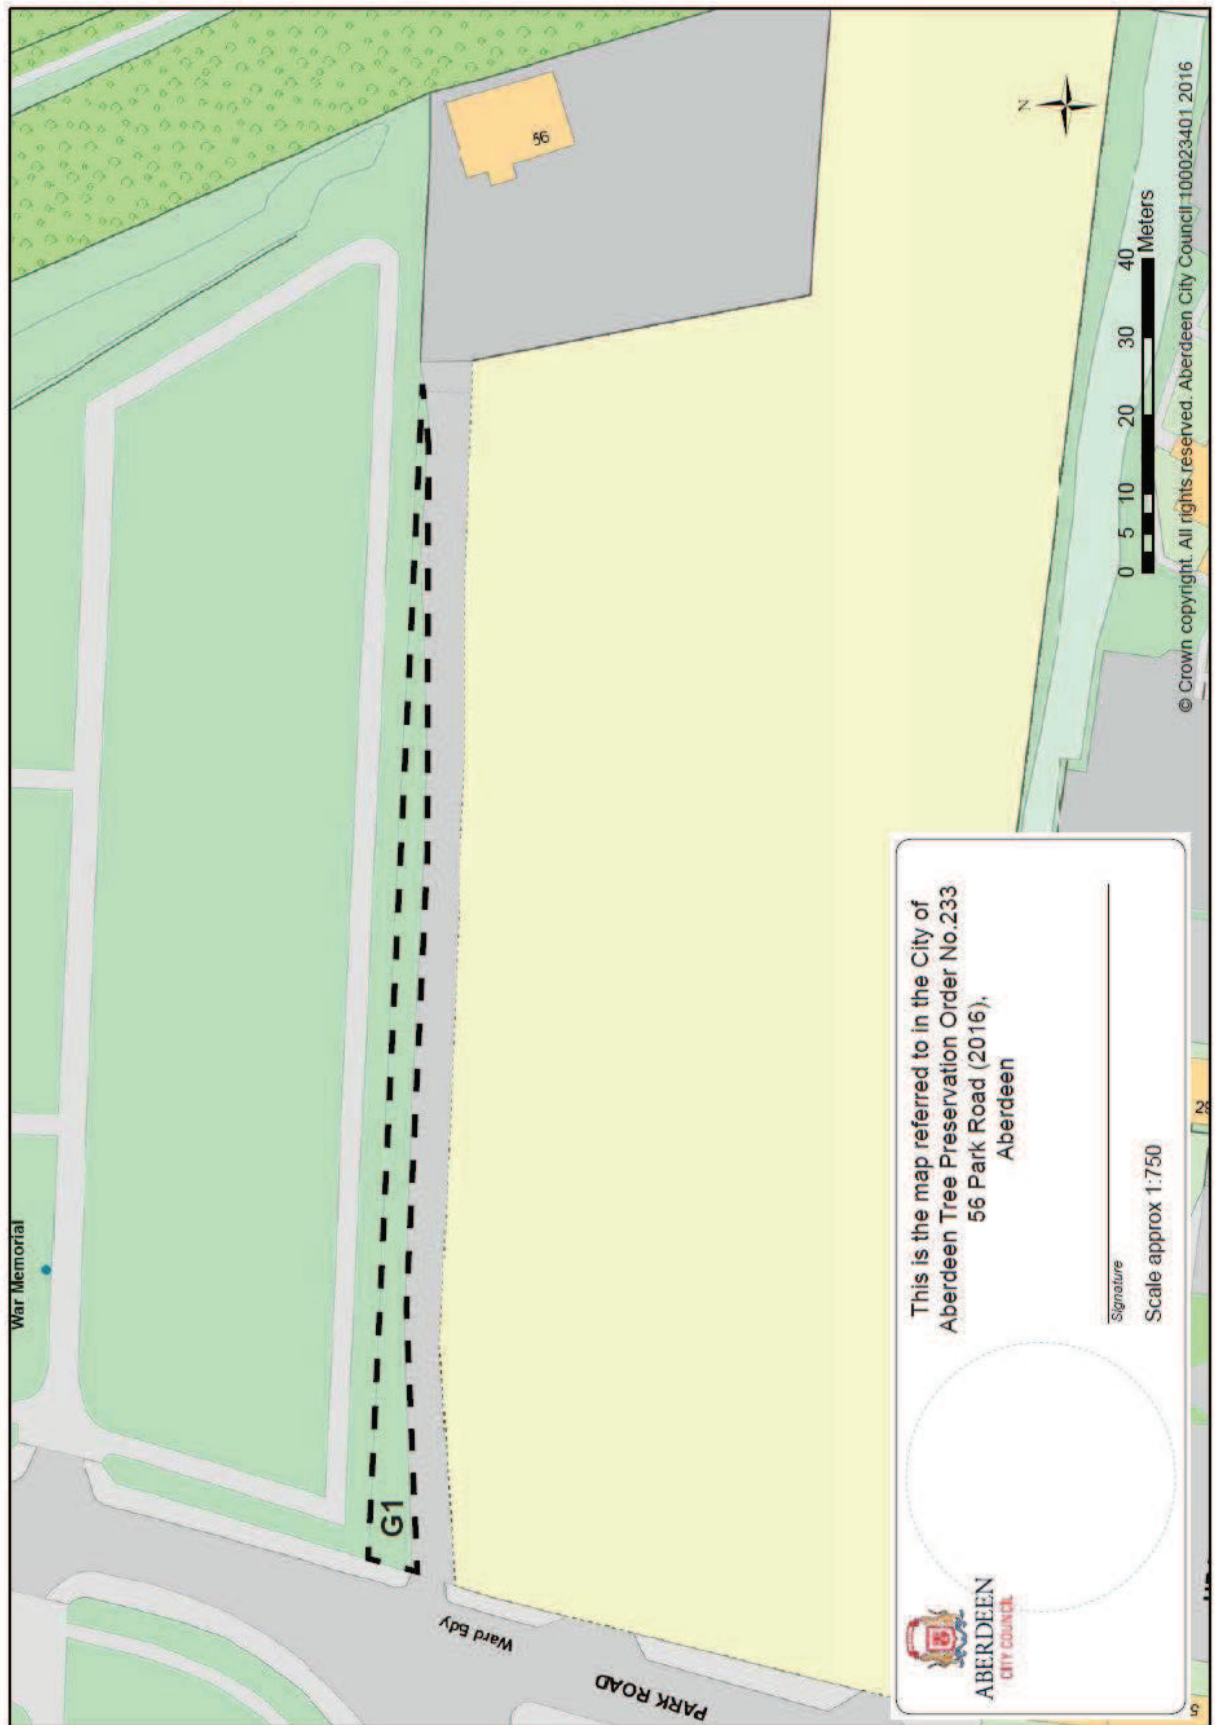 War Memorial
56
N
G1
Ward Bdy
PARK ROAD
0 5 10 20 30 40
Meters
© Crown copyright. All rights reserved. Aberdeen City Council 100023401 2016
This is the map referred to in the City of
Aberdeen Tree Preservation Order No.233
56 Park Road (2016),
Aberdeen
Signature
Scale approx 1:750
ABERDEEN
CITY COUNCIL
5